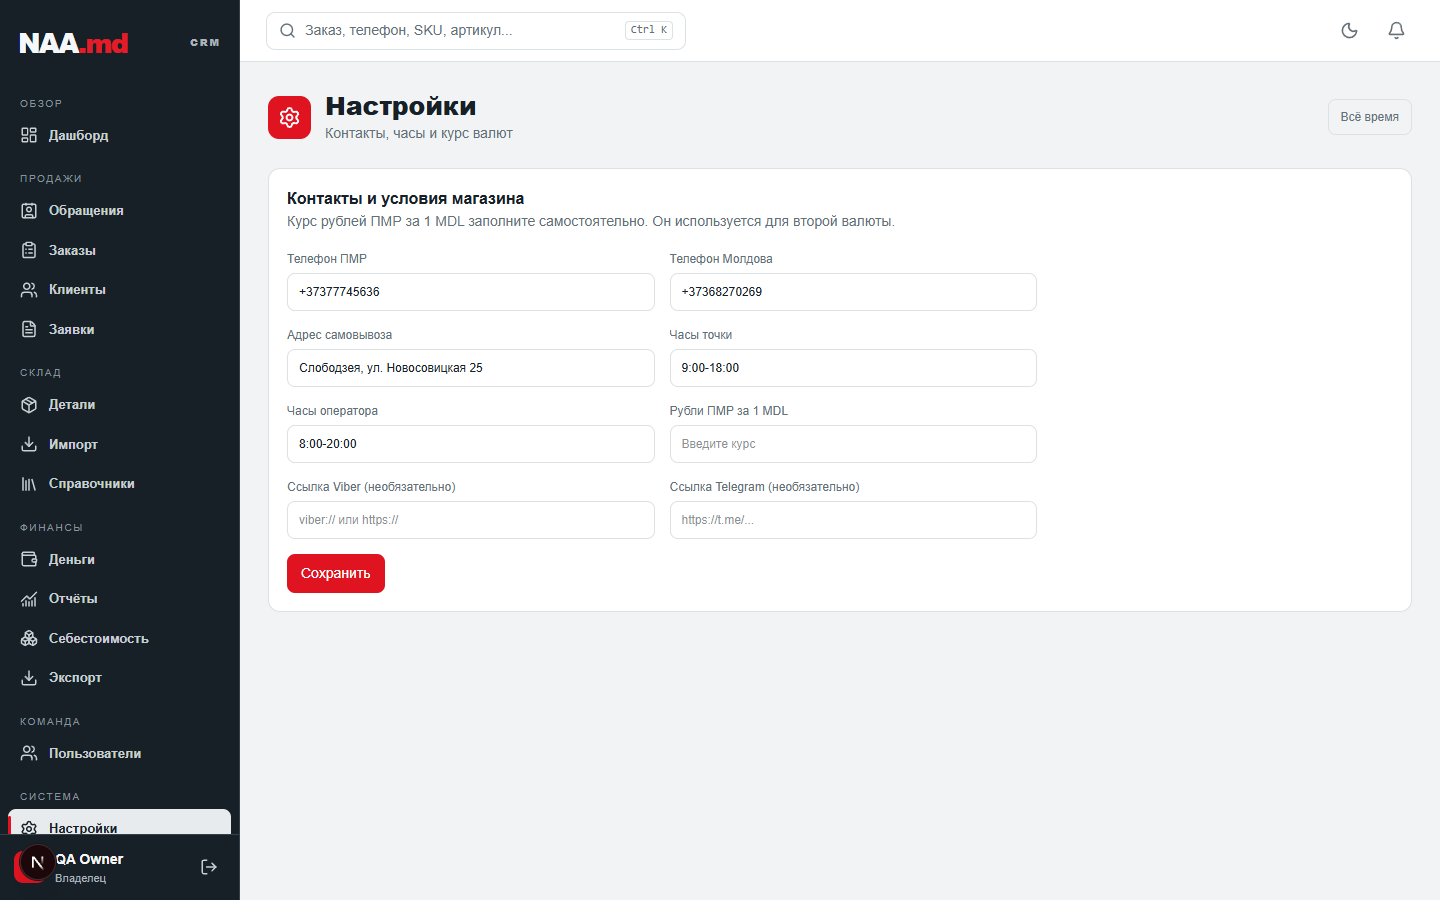 NAA.md CRM
ОБЗОР
Дашборд
ПРОДАЖИ
Обращения
Заказы
Клиенты
Заявки
СКЛАД
Детали
Импорт
Справочники
ФИНАНСЫ
Деньги
Отчёты
Себестоимость
Экспорт
КОМАНДА
Пользователи
СИСТЕМА
Настройки
N
QA Owner
Владелец
Заказ, телефон, SKU, артикул... Ctrl K
Настройки
Контакты, часы и курс валют
Всё время
Контакты и условия магазина
Курс рублей ПМР за 1 MDL заполните самостоятельно. Он используется для второй валюты.
Телефон ПМР
+37377745636
Телефон Молдова
+37368270269
Адрес самовывоза
Слободзея, ул. Новосовицкая 25
Часы точки
9:00-18:00
Часы оператора
8:00-20:00
Рубли ПМР за 1 MDL
Введите курс
Ссылка Viber (необязательно)
viber:// или https://
Ссылка Telegram (необязательно)
https://t.me/...
Сохранить